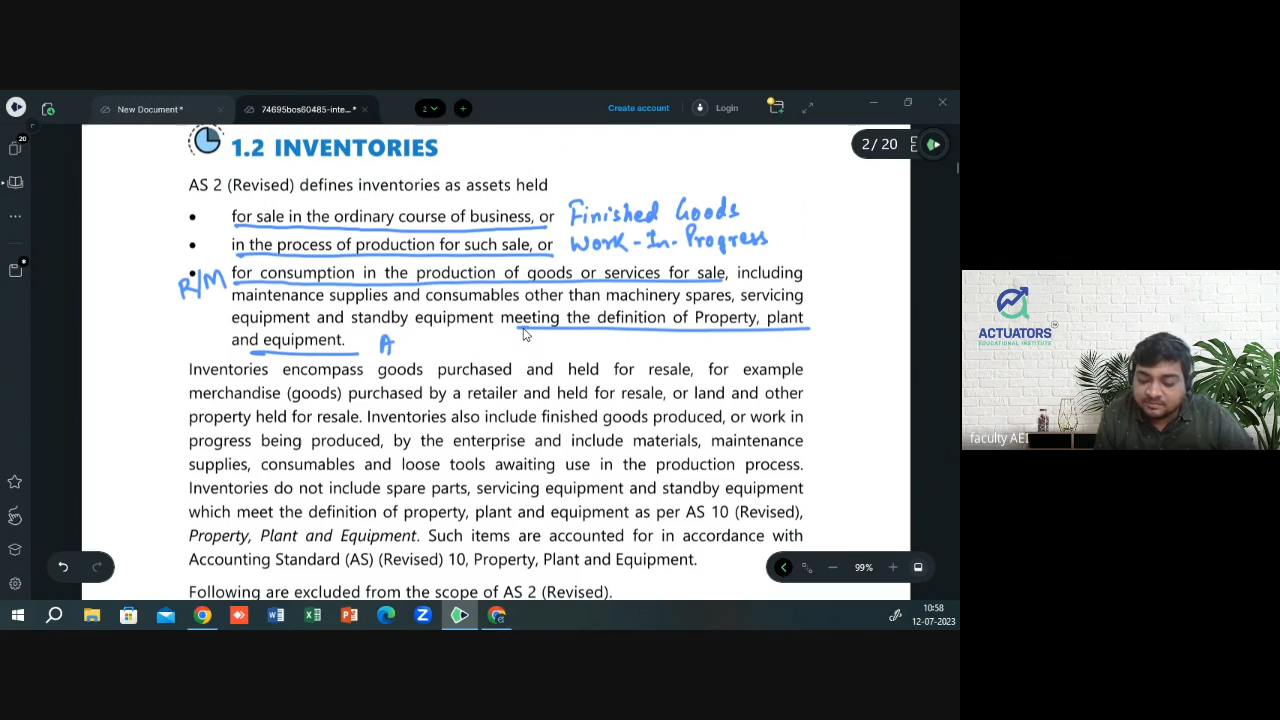 New Document*
74695bos60485-inte...*
2
Create account
Login
20
1.2 INVENTORIES
2 / 20
AS 2 (Revised) defines inventories as assets held
• for sale in the ordinary course of business, or Finished Goods
• in the process of production for such sale, or Work-In-Progress
R/M • for consumption in the production of goods or services for sale, including
maintenance supplies and consumables other than machinery spares, servicing
equipment and standby equipment meeting the definition of Property, plant
and equipment. A
Inventories encompass goods purchased and held for resale, for example
merchandise (goods) purchased by a retailer and held for resale, or land and other
property held for resale. Inventories also include finished goods produced, or work in
progress being produced, by the enterprise and include materials, maintenance
supplies, consumables and loose tools awaiting use in the production process.
Inventories do not include spare parts, servicing equipment and standby equipment
which meet the definition of property, plant and equipment as per AS 10 (Revised),
Property, Plant and Equipment. Such items are accounted for in accordance with
Accounting Standard (AS) (Revised) 10, Property, Plant and Equipment.
Following are excluded from the scope of AS 2 (Revised).
99%
10:58
12-07-2023
ACTUATORS
EDUCATIONAL INSTITUTE
faculty AEI